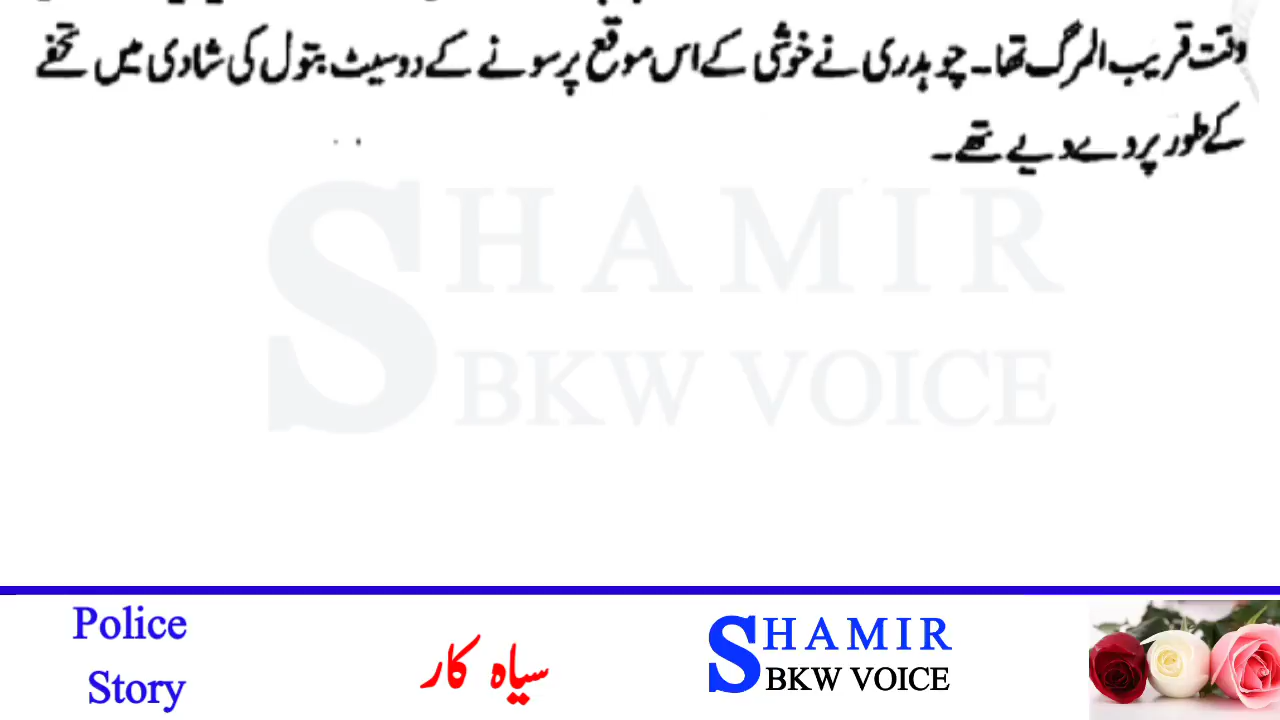 وقت قریب المرگ تھا۔ چوہدری نے خوشی کے اس موقع پر سونے کے دو سیٹ بتول کی شادی میں تحفے
کے طور پر دے دیے تھے۔
SHAMIR
BKW VOICE
Police
Story
سیاہ کار
SHAMIR
BKW VOICE